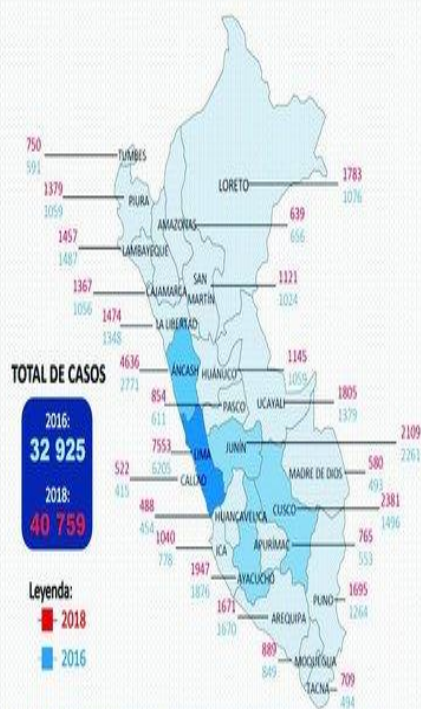 750
591
TUMBES
1379
1059
PIURA
LORETO
1783
1076
AMAZONAS
639
656
1457
1487
LAMBAYEQUE
1367
1056
CAJAMARCA
SAN
MARTÍN
1121
1024
1474
1348
LA LIBERTAD
4636
2771
ANCASH
HUÁNUCO
1145
1059
854
611
PASCO
UCAYALI
1805
1379
TOTAL DE CASOS
2016:
32 925
2018:
40 759
7553
6205
LIMA
JUNÍN
2109
2261
522
415
CALLAO
MADRE DE DIOS
580
493
488
454
HUANCAVELICA
CUSCO
2381
1496
1040
778
ICA
APURÍMAC
765
553
1947
1876
AYACUCHO
1671
1670
AREQUIPA
PUNO
1695
1264
889
849
MOQUEGUA
TACNA
709
494
Leyenda:
2018
2016